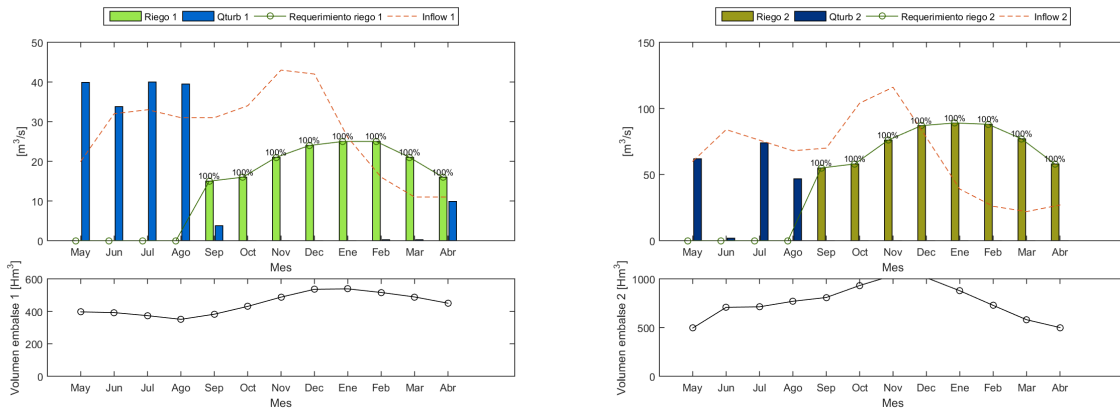 Riego 1 Qturb 1 Requerimiento riego 1 Inflow 1
50
40
30
20
10
0
[m³/s]
100% 100% 100% 100% 100% 100% 100% 100%
May Jun Jul Ago Sep Oct Nov Dec Ene Feb Mar Abr
Mes
600
400
200
0
Volumen embalse 1 [Hm³]
May Jun Jul Ago Sep Oct Nov Dec Ene Feb Mar Abr
Mes
Riego 2 Qturb 2 Requerimiento riego 2 Inflow 2
150
100
50
0
[m³/s]
100% 100% 100% 100% 100% 100% 100% 100%
May Jun Jul Ago Sep Oct Nov Dec Ene Feb Mar Abr
Mes
1000
500
0
Volumen embalse 2 [Hm³]
May Jun Jul Ago Sep Oct Nov Dec Ene Feb Mar Abr
Mes